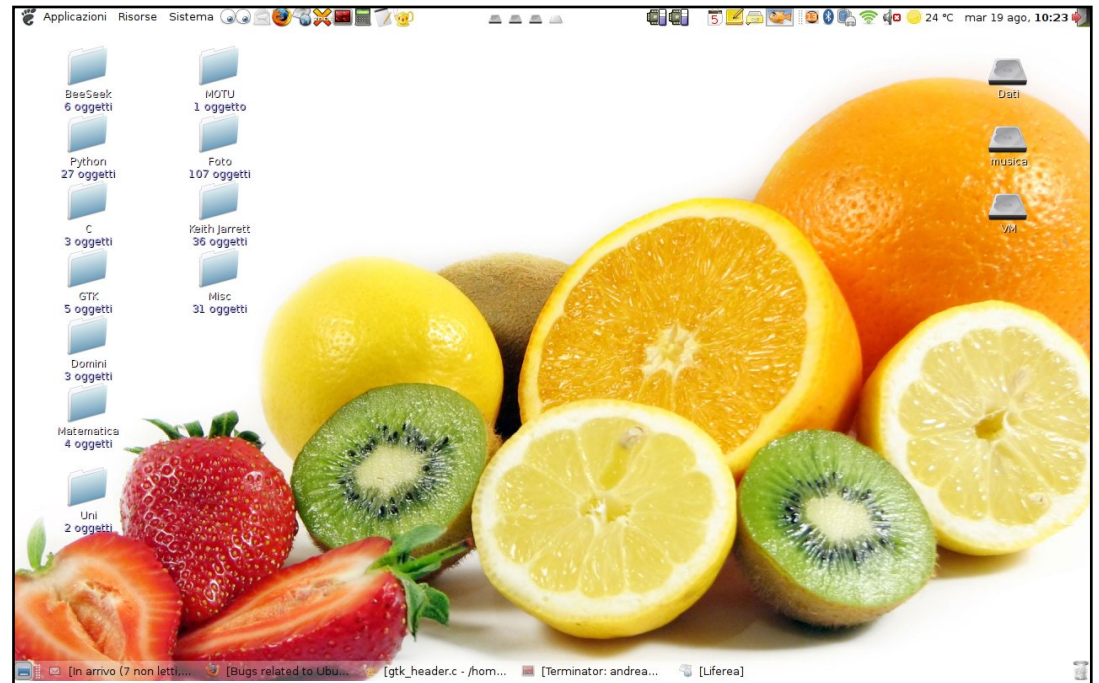 Applicazioni Risorse Sistema 5 24 °C mar 19 ago, 10:23
BeeSeek
6 oggetti
MOTU
1 oggetto
Dati
Python
27 oggetti
Foto
107 oggetti
musica
C
3 oggetti
Keith Jarrett
36 oggetti
VM
GTK
5 oggetti
Misc
31 oggetti
Domini
3 oggetti
Matematica
4 oggetti
Uni
2 oggetti
[In arrivo (7 non letti,... [Bugs related to Ubu... [gtk_header.c - /hom... [Terminator: andrea... [Liferea]